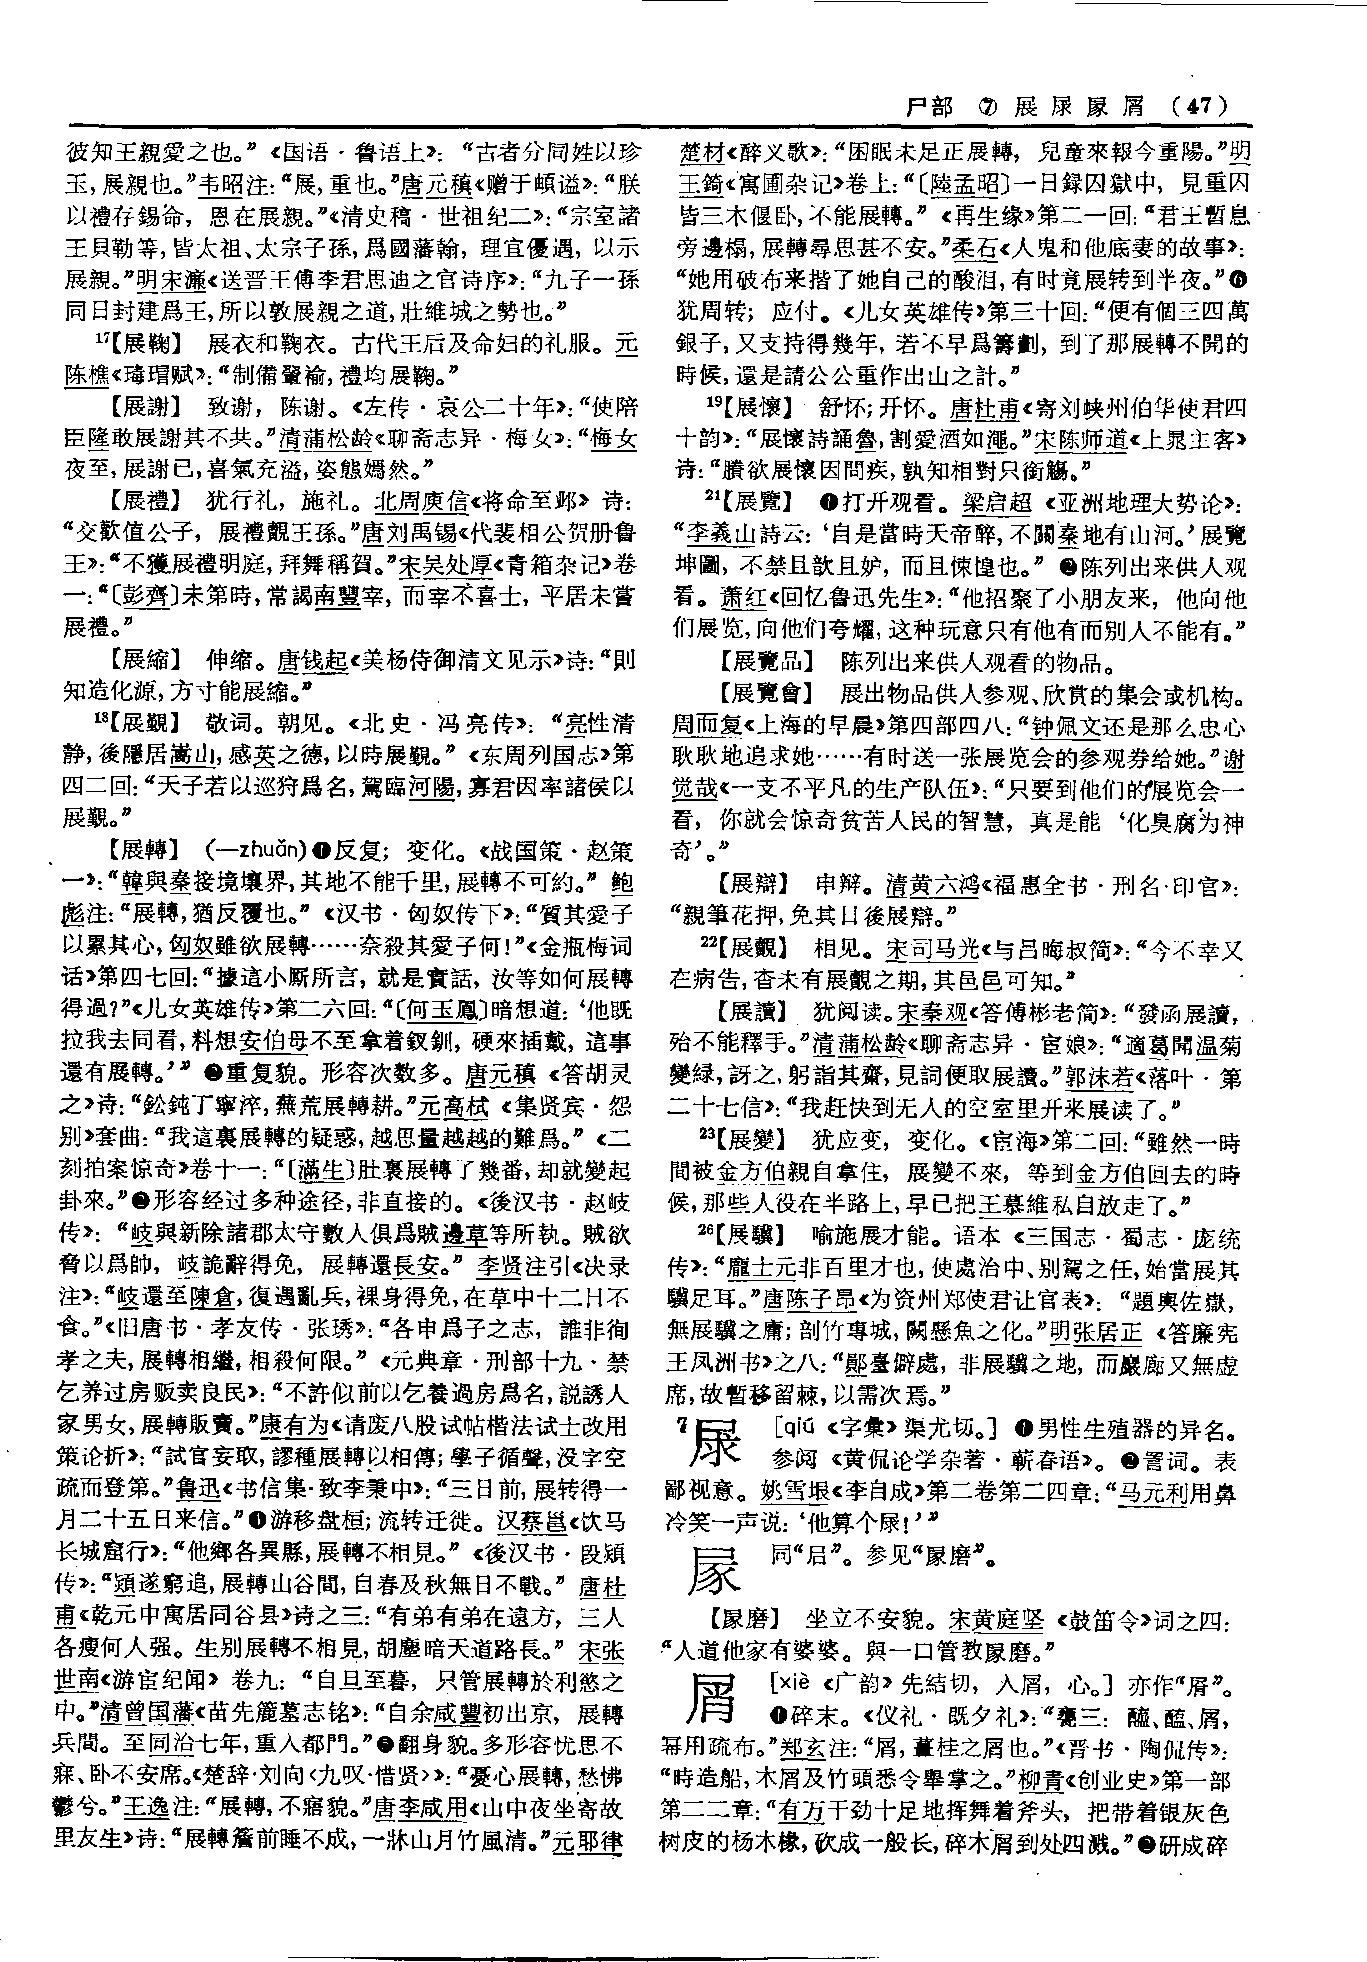 尸部　⑦ 展 㞗 㞘 屑　(47)
彼知王親愛之也。”《国语·鲁语上》：“古者分同姓以珍
玉，展親也。”韦昭注：“展，重也。”唐元稹《赠于頔谥》：“朕
以禮存錫命，恩在展親。”《清史稿·世祖纪二》：“宗室諸
王貝勒等，皆太祖、太宗子孫，爲國藩翰，理宜優遇，以示
展親。”明宋濂《送晋王傅李君思迪之官诗序》：“九子一孫
同日封建爲王，所以敦展親之道，壯維城之勢也。”
17【展鞠】　展衣和鞠衣。古代王后及命妇的礼服。元
陈樵《瑇瑁赋》：“制備翬褕，禮均展鞠。”
【展謝】　致谢，陈谢。《左传·哀公二十年》：“使陪
臣隆敢展謝其不共。”清蒲松龄《聊斋志异·梅女》：“梅女
夜至，展謝已，喜氣充溢，姿態嫣然。”
【展禮】　犹行礼，施礼。北周庾信《将命至邺》诗：
“交歡值公子，展禮覿王孫。”唐刘禹锡《代裴相公贺册鲁
王》：“不獲展禮明庭，拜舞稱賀。”宋吴处厚《青箱杂记》卷
一：“〔彭齊〕未第時，常謁南豐宰，而宰不喜士，平居未嘗
展禮。”
【展縮】　伸缩。唐钱起《美杨侍御清文见示》诗：“則
知造化源，方寸能展縮。”
18【展覲】　敬词。朝见。《北史·冯亮传》：“亮性清
静，後隱居嵩山，感英之德，以時展覲。”《东周列国志》第
四二回：“天子若以巡狩爲名，駕臨河陽，寡君因率諸侯以
展覲。”
【展轉】　(—zhuǎn)❶反复；变化。《战国策·赵策
一》：“韓與秦接境壤界，其地不能千里，展轉不可約。”鲍
彪注：“展轉，猶反覆也。”《汉书·匈奴传下》：“質其愛子
以累其心，匈奴雖欲展轉……奈殺其愛子何！”《金瓶梅词
话》第四七回：“據這小厮所言，就是實話，汝等如何展轉
得過？”《儿女英雄传》第二六回：“〔何玉鳳〕暗想道：‘他既
拉我去同看，料想安伯母不至拿着釵釧，硬來插戴，這事
還有展轉。’”❷重复貌。形容次数多。唐元稹《答胡灵
之》诗：“鈆鈍丁寧淬，蕪荒展轉耕。”元高栻《集贤宾·怨
别》套曲：“我這裏展轉的疑惑，越思量越越的難爲。”《二
刻拍案惊奇》卷十一：“〔滿生〕肚裏展轉了幾番，却就變起
卦來。”❸形容经过多种途径，非直接的。《後汉书·赵岐
传》：“岐與新除諸郡太守數人俱爲賊邊章等所執。賊欲
脅以爲帥，岐詭辭得免，展轉還長安。”李贤注引《决录
注》：“岐還至陳倉，復遇亂兵，裸身得免，在草中十二日不
食。”《旧唐书·孝友传·张琇》：“各申爲子之志，誰非徇
孝之夫，展轉相繼，相殺何限。”《元典章·刑部十九·禁
乞养过房贩卖良民》：“不許似前以乞養過房爲名，説誘人
家男女，展轉販賣。”康有为《请废八股试帖楷法试士改用
策论折》：“試官妄取，謬種展轉以相傳；學子循聲，没字空
疏而登第。”鲁迅《书信集·致李秉中》：“三日前，展转得一
月二十五日来信。”❹游移盘桓；流转迁徙。汉蔡邕《饮马
长城窟行》：“他鄉各異縣，展轉不相見。”《後汉书·段熲
传》：“熲遂窮追，展轉山谷間，自春及秋無日不戰。”唐杜
甫《乾元中寓居同谷县》诗之三：“有弟有弟在遠方，三人
各瘦何人强。生别展轉不相見，胡塵暗天道路長。”宋张
世南《游宦纪闻》卷九：“自旦至暮，只管展轉於利慾之
中。”清曾国藩《苗先簏墓志铭》：“自余咸豐初出京，展轉
兵間。至同治七年，重入都門。”❺翻身貌。多形容忧思不
寐、卧不安席。《楚辞·刘向〈九叹·惜贤〉》：“憂心展轉，愁怫
鬱兮。”王逸注：“展轉，不寤貌。”唐李咸用《山中夜坐寄故
里友生》诗：“展轉簷前睡不成，一牀山月竹風清。”元耶律
楚材《醉义歌》：“困眠未足正展轉，兒童來報今重陽。”明
王锜《寓圃杂记》卷上：“〔陸孟昭〕一日録囚獄中，見重囚
皆三木偃卧，不能展轉。”《再生缘》第二一回：“君王暫息
旁邊榻，展轉尋思甚不安。”柔石《人鬼和他底妻的故事》：
“她用破布来揩了她自己的酸泪，有时竟展转到半夜。”❻
犹周转；应付。《儿女英雄传》第三十回：“便有個三四萬
銀子，又支持得幾年，若不早爲籌劃，到了那展轉不開的
時候，還是請公公重作出山之計。”
19【展懷】　舒怀；开怀。唐杜甫《寄刘峡州伯华使君四
十韵》：“展懷詩誦魯，割愛酒如澠。”宋陈师道《上晁主客》
诗：“賸欲展懷因問疾，孰知相對只銜觴。”
21【展覽】　❶打开观看。梁启超《亚洲地理大势论》：
“李義山詩云：‘自是當時天帝醉，不關秦地有山河。’展覽
坤圖，不禁且歆且妒，而且悚惶也。”❷陈列出来供人观
看。萧红《回忆鲁迅先生》：“他招聚了小朋友来，他向他
们展览，向他们夸耀，这种玩意只有他有而别人不能有。”
【展覽品】　陈列出来供人观看的物品。
【展覽會】　展出物品供人参观、欣赏的集会或机构。
周而复《上海的早晨》第四部四八：“钟佩文还是那么忠心
耿耿地追求她……有时送一张展览会的参观券给她。”谢
觉哉《一支不平凡的生产队伍》：“只要到他们的展览会一
看，你就会惊奇贫苦人民的智慧，真是能‘化臭腐为神
奇’。”
【展辯】　申辩。清黄六鸿《福惠全书·刑名·印官》：
“親筆花押，免其日後展辯。”
22【展覿】　相见。宋司马光《与吕晦叔简》：“今不幸又
在病告，杳未有展覿之期，其邑邑可知。”
【展讀】　犹阅读。宋秦观《答傅彬老简》：“發函展讀，
殆不能釋手。”清蒲松龄《聊斋志异·宦娘》：“適葛聞温菊
變緑，訝之，躬詣其齋，見詞便取展讀。”郭沫若《落叶·第
二十七信》：“我赶快到无人的空室里开来展读了。”
23【展變】　犹应变，变化。《宦海》第二回：“雖然一時
間被金方伯親自拿住，展變不來，等到金方伯回去的時
候，那些人役在半路上，早已把王慕維私自放走了。”
26【展驥】　喻施展才能。语本《三国志·蜀志·庞统
传》：“龐士元非百里才也，使處治中、别駕之任，始當展其
驥足耳。”唐陈子昂《为资州郑使君让官表》：“題輿佐嶽，
無展驥之庸；剖竹專城，闕懸魚之化。”明张居正《答廉宪
王凤洲书》之八：“鄖臺僻處，非展驥之地，而巖廊又無虚
席，故暫移留棘，以需次焉。”
7㞗　[qiú《字彙》渠尤切。]　❶男性生殖器的异名。
参阅《黄侃论学杂著·蕲春语》。❷詈词。表
鄙视意。姚雪垠《李自成》第二卷第二四章：“马元利用鼻
冷笑一声说：‘他算个㞗！’”
㞘　同“㞓”。参见“㞘磨”。
【㞘磨】　坐立不安貌。宋黄庭坚《鼓笛令》词之四：
“人道他家有婆婆。與一口管教㞘磨。”
屑　[xiè《广韵》先结切，入屑，心。]　亦作“屑”。
❶碎末。《仪礼·既夕礼》：“甕三：醯、醢、屑，
幂用疏布。”郑玄注：“屑，薑桂之屑也。”《晋书·陶侃传》：
“時造船，木屑及竹頭悉令舉掌之。”柳青《创业史》第一部
第二二章：“有万干劲十足地挥舞着斧头，把带着银灰色
树皮的杨木椽，砍成一般长，碎木屑到处四溅。”❷研成碎